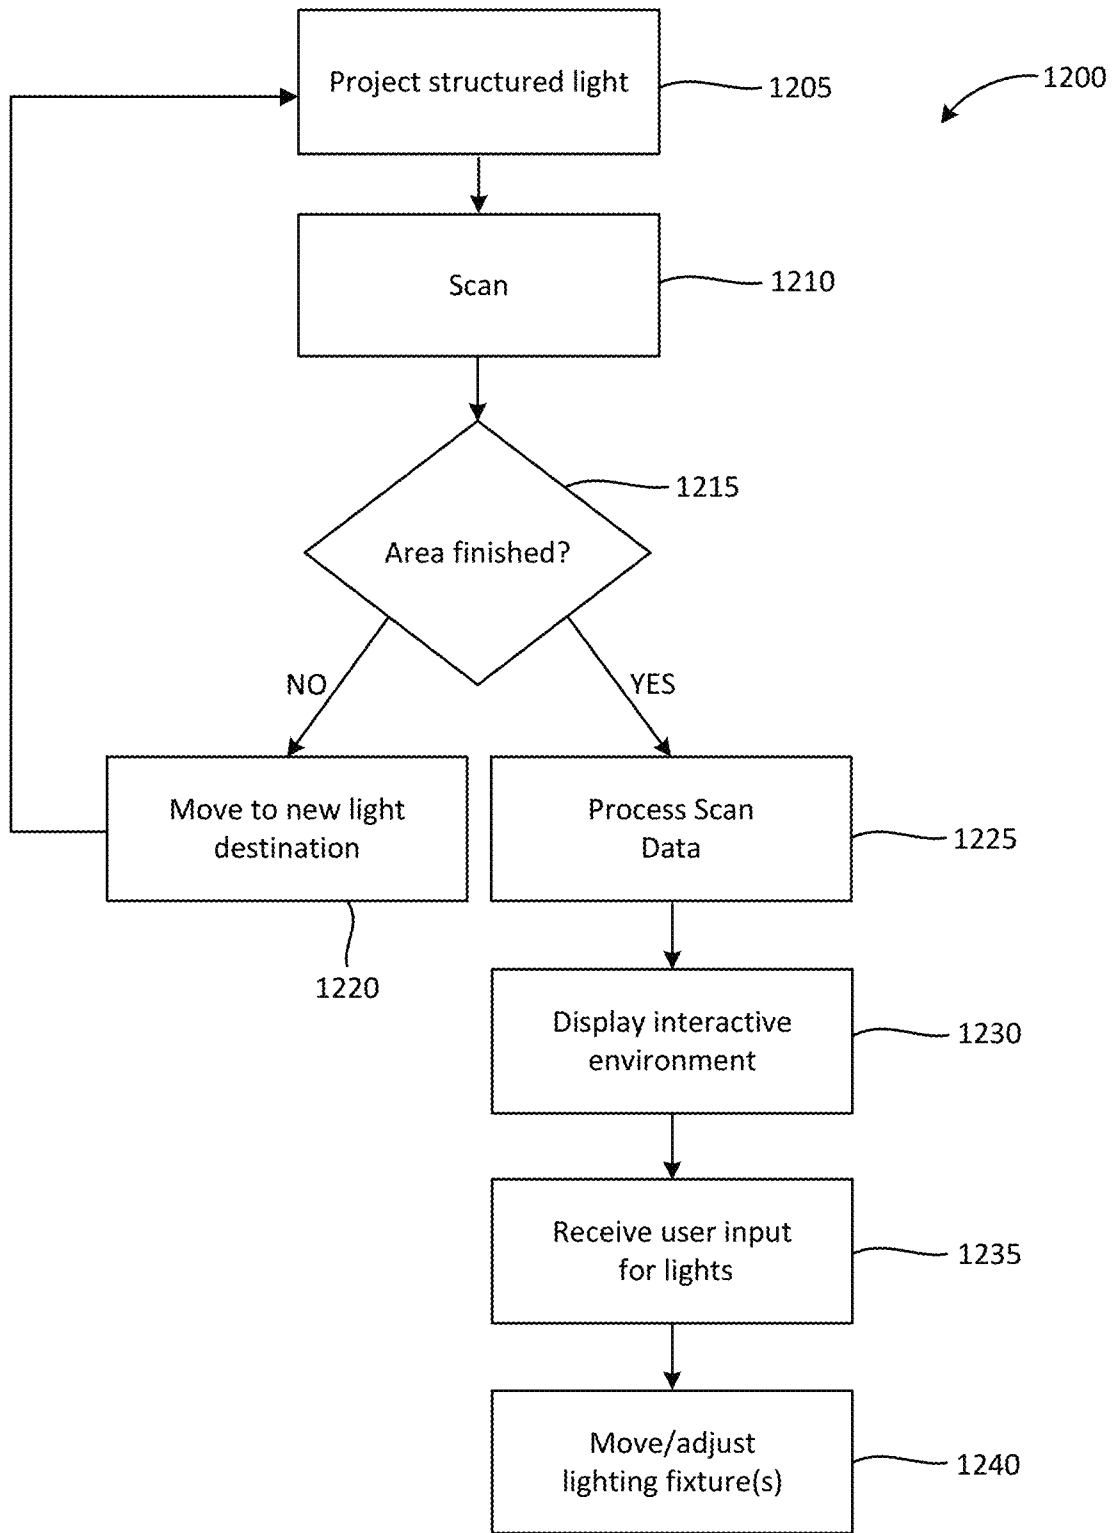 Project structured light
1205
1200
Scan
1210
1215
Area finished?
NO
YES
Move to new light
destination
Process Scan
Data
1225
1220
Display interactive
environment
1230
Receive user input
for lights
1235
Move/adjust
lighting fixture(s)
1240